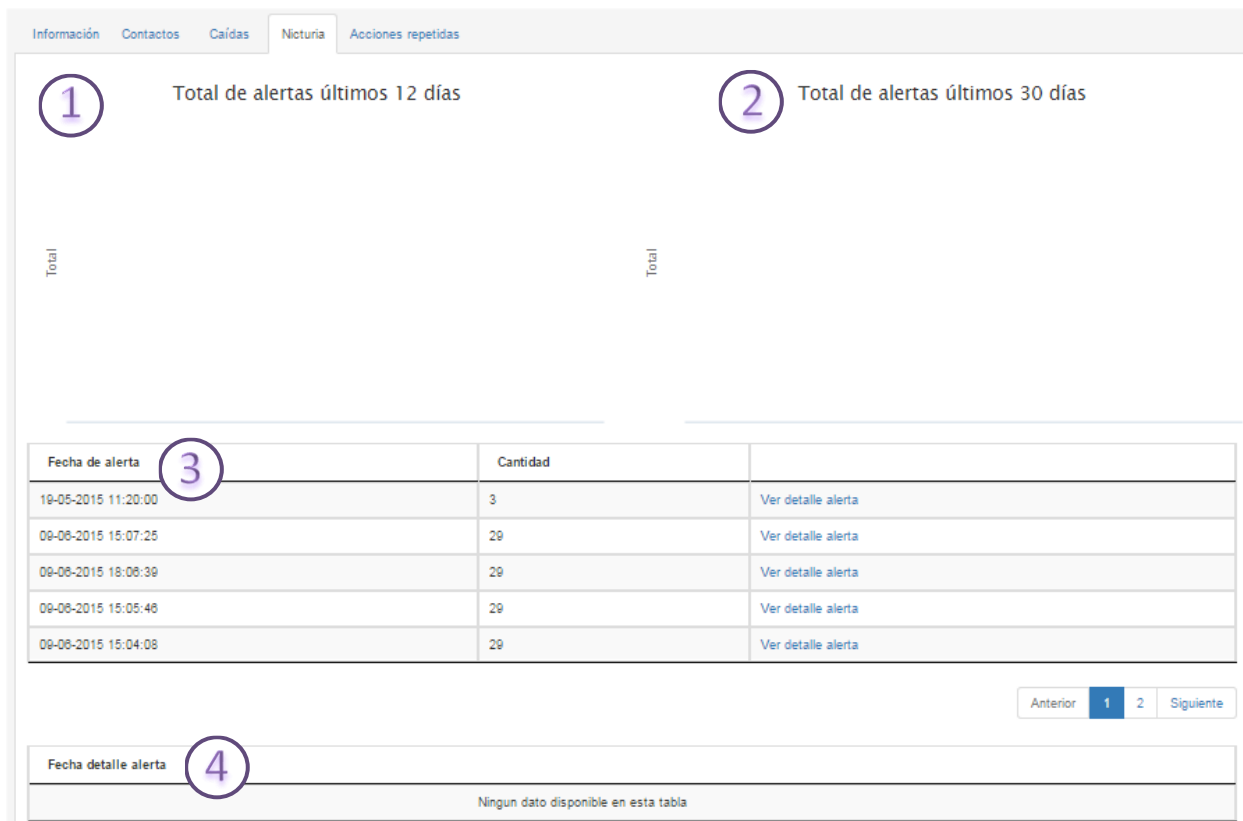 Información Contactos Caídas Nicturia Acciones repetidas
1 Total de alertas últimos 12 días
2 Total de alertas últimos 30 días
Total
Total
Fecha de alerta 3 Cantidad
19-05-2015 11:20:00 3 Ver detalle alerta
09-06-2015 15:07:25 29 Ver detalle alerta
09-06-2015 18:06:39 29 Ver detalle alerta
09-06-2015 15:05:46 29 Ver detalle alerta
09-06-2015 15:04:08 29 Ver detalle alerta
Anterior 1 2 Siguiente
Fecha detalle alerta 4
Ningun dato disponible en esta tabla